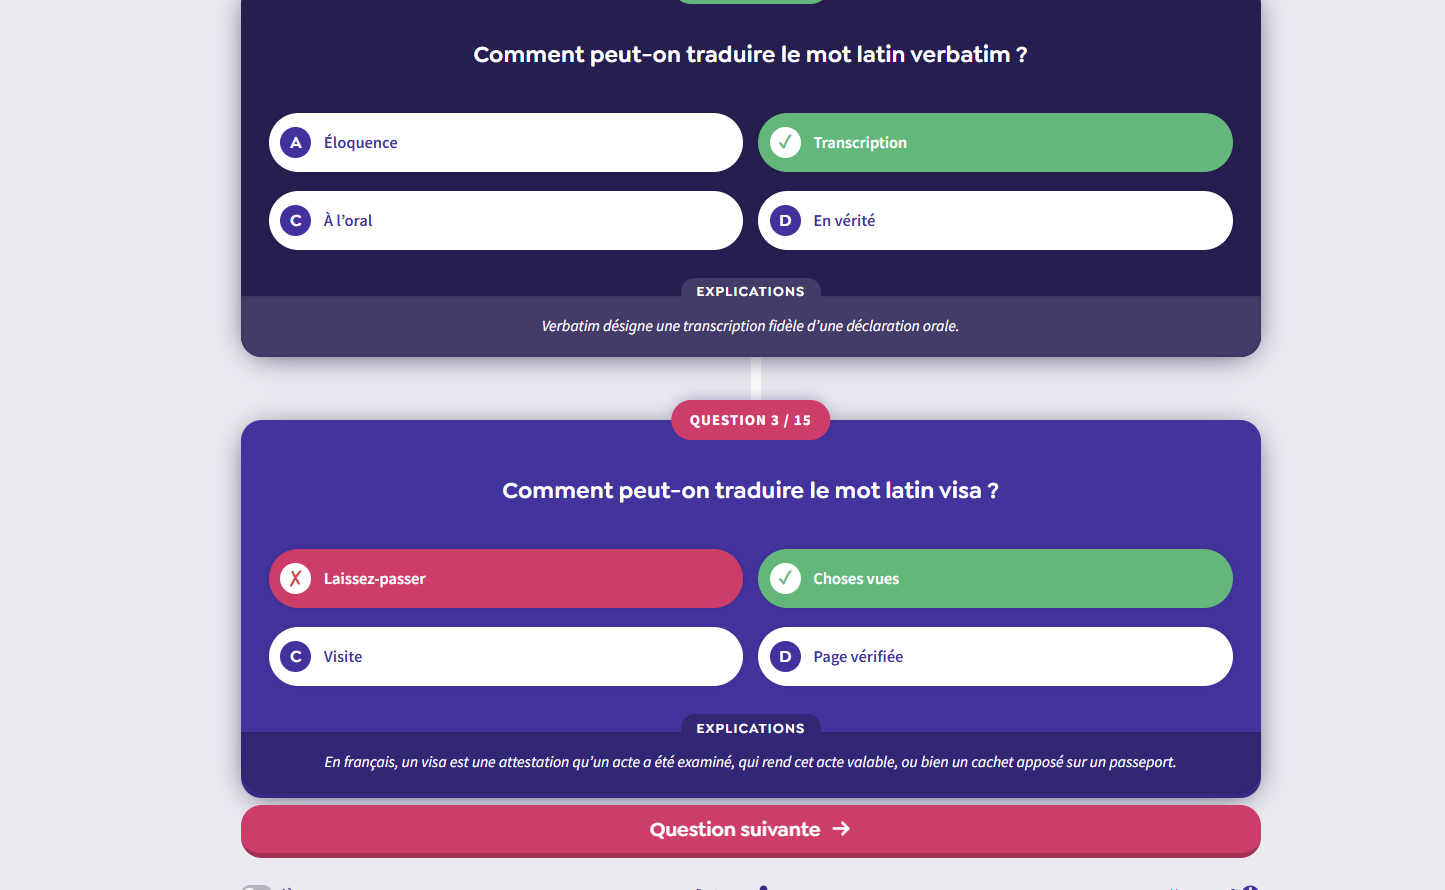 Comment peut-on traduire le mot latin verbatim ?
A Éloquence
✓ Transcription
C À l’oral
D En vérité
EXPLICATIONS
Verbatim désigne une transcription fidèle d’une déclaration orale.
QUESTION 3 / 15
Comment peut-on traduire le mot latin visa ?
✗ Laissez-passer
✓ Choses vues
C Visite
D Page vérifiée
EXPLICATIONS
En français, un visa est une attestation qu’un acte a été examiné, qui rend cet acte valable, ou bien un cachet apposé sur un passeport.
Question suivante →